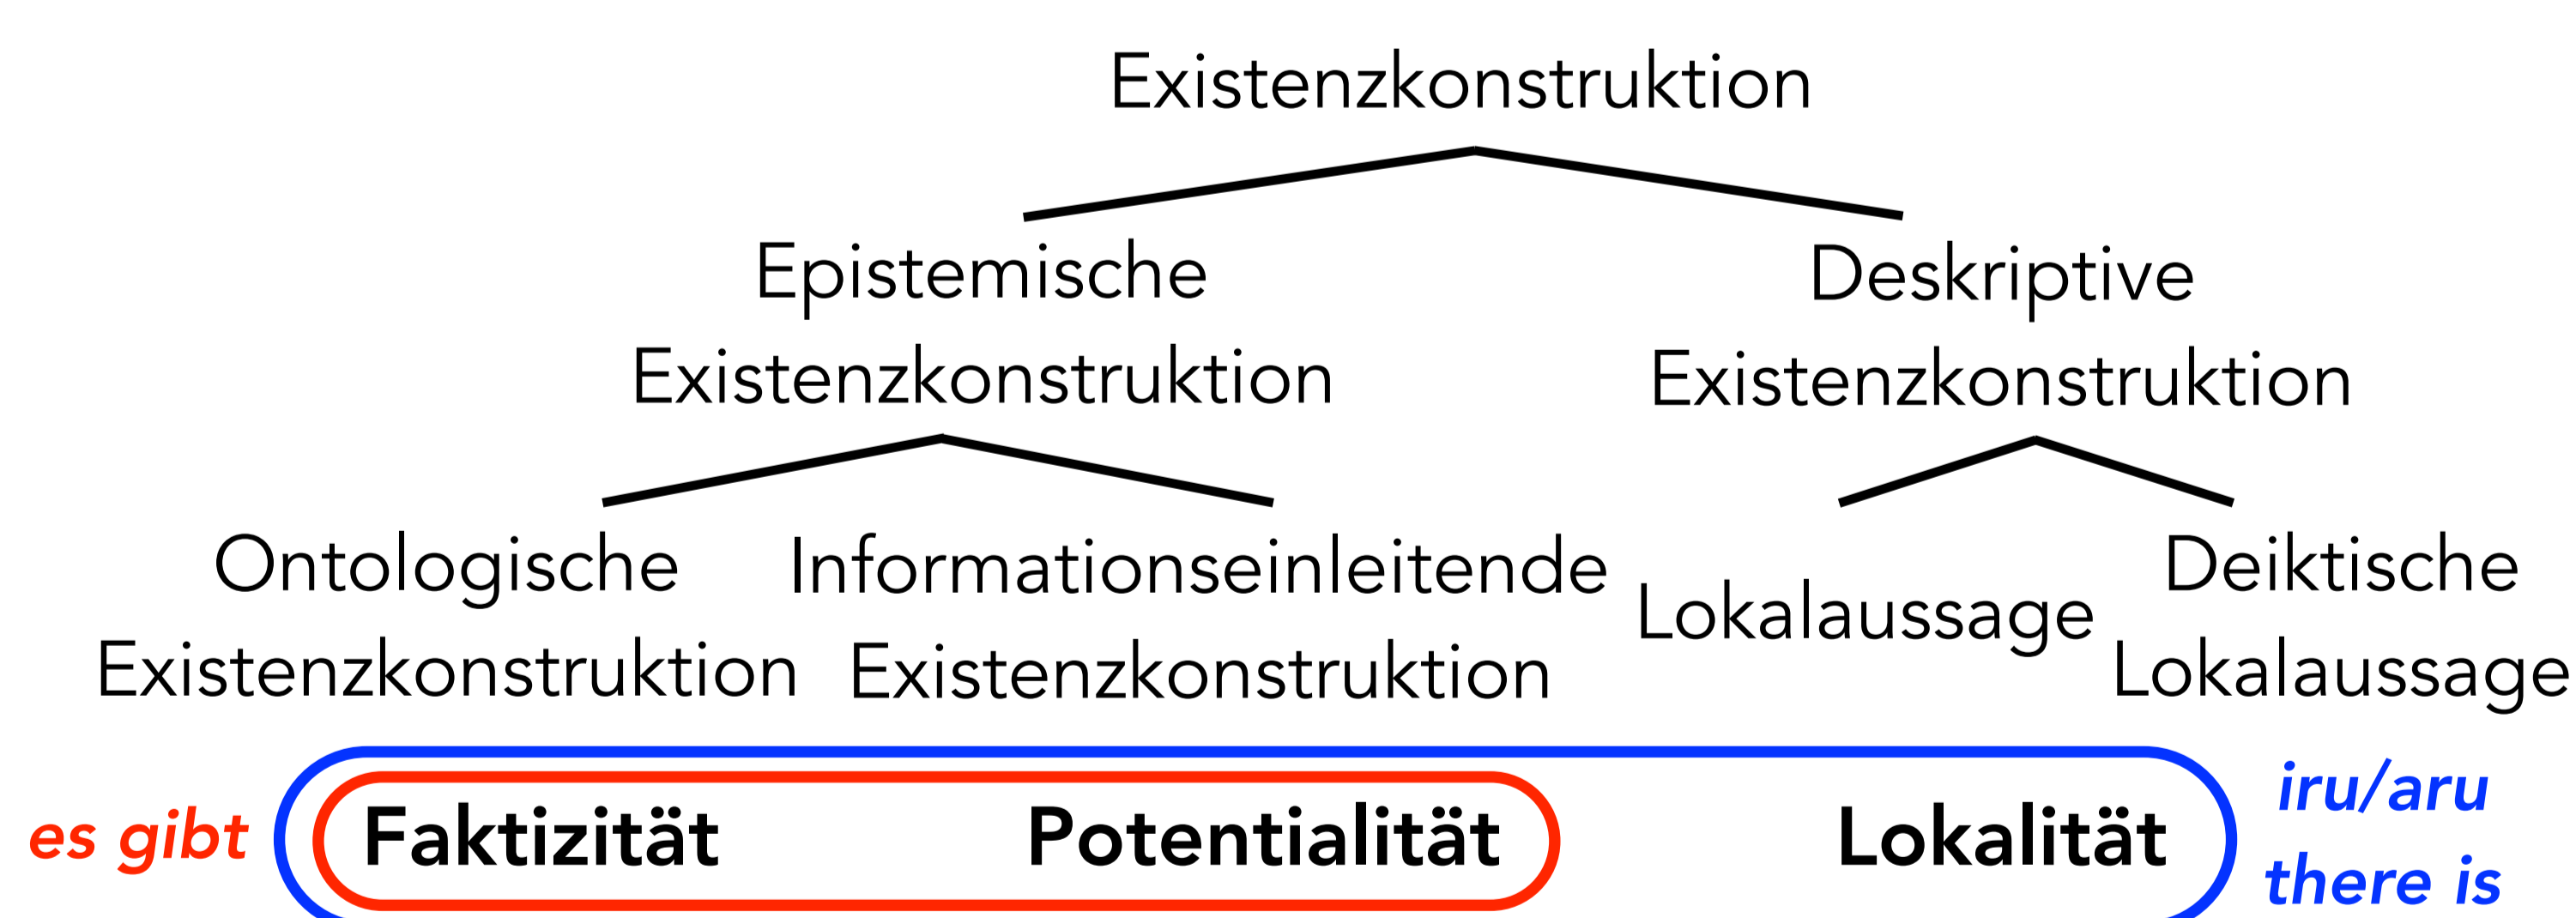 Existenzkonstruktion
Epistemische
Existenzkonstruktion
Deskriptive
Existenzkonstruktion
Ontologische
Existenzkonstruktion
Informationseinleitende
Existenzkonstruktion
Lokalaussage
Deiktische
Lokalaussage
es gibt
Faktizität
Potentialität
Lokalität
iru/aru
there is